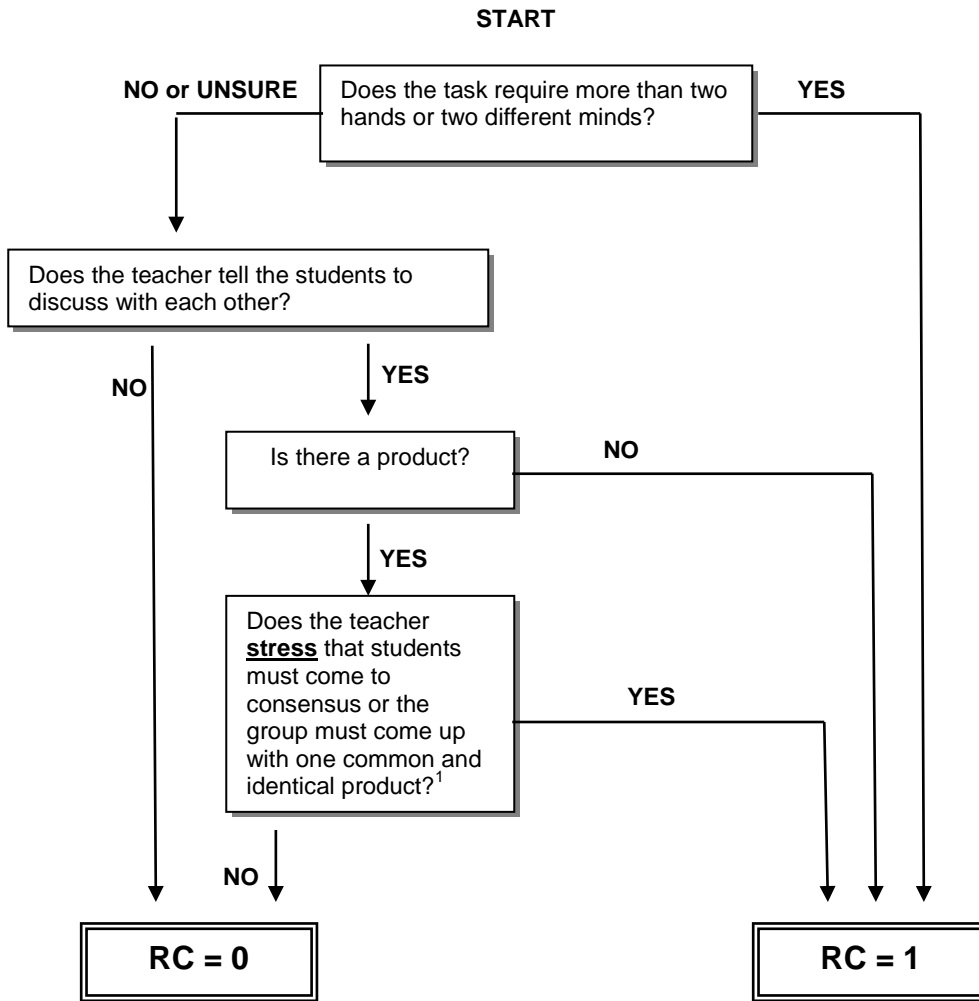 START
NO or UNSURE
Does the task require more than two
hands or two different minds?
YES
Does the teacher tell the students to
discuss with each other?
NO
YES
Is there a product?
NO
YES
Does the teacher
stress that students
must come to
consensus or the
group must come up
with one common and
identical product?1
YES
NO
RC = 0
RC = 1